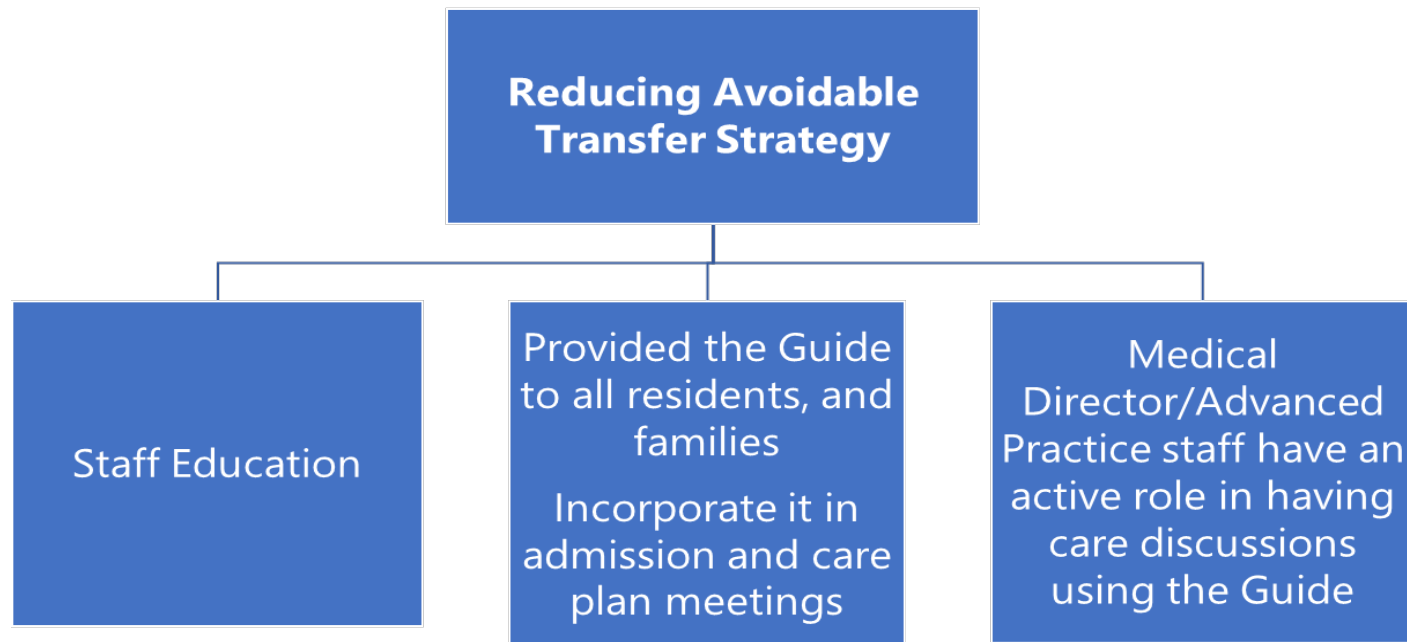 Reducing Avoidable
Transfer Strategy
Staff Education
Provided the Guide
to all residents, and
families
Incorporate it in
admission and care
plan meetings
Medical
Director/Advanced
Practice staff have an
active role in having
care discussions
using the Guide